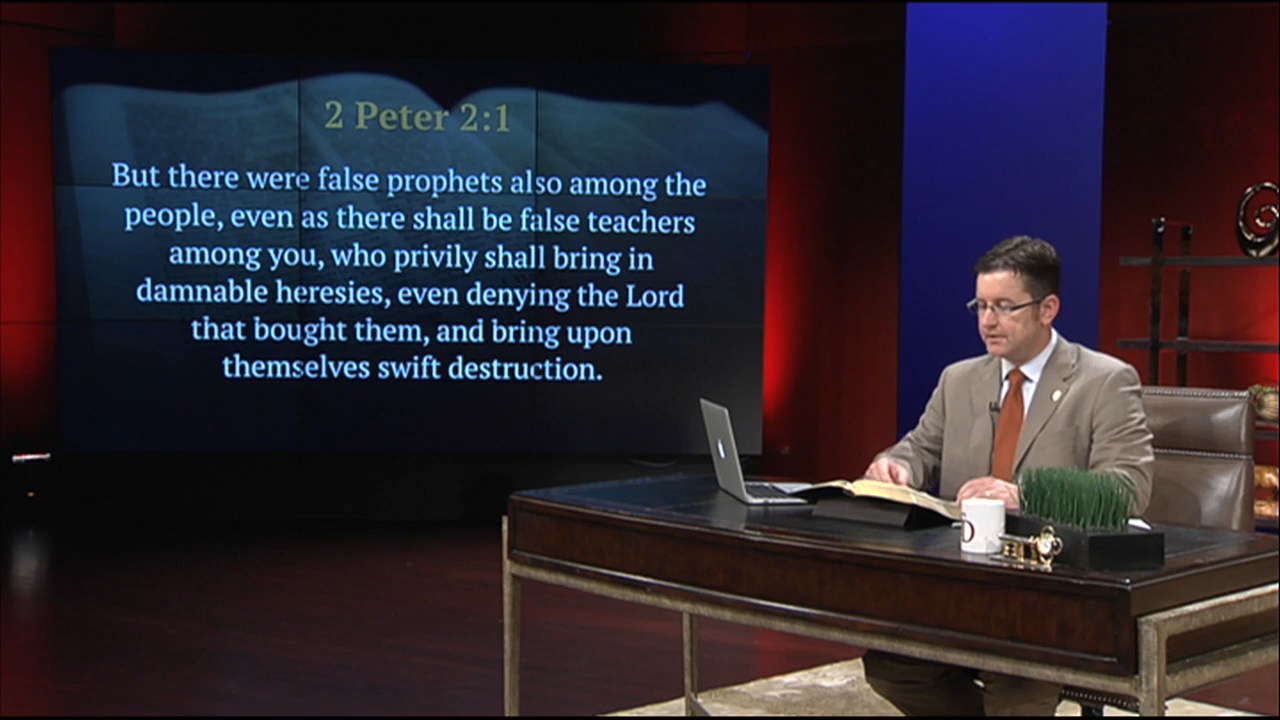 2 Peter 2:1
But there were false prophets also among the
people, even as there shall be false teachers
among you, who privily shall bring in
damnable heresies, even denying the Lord
that bought them, and bring upon
themselves swift destruction.